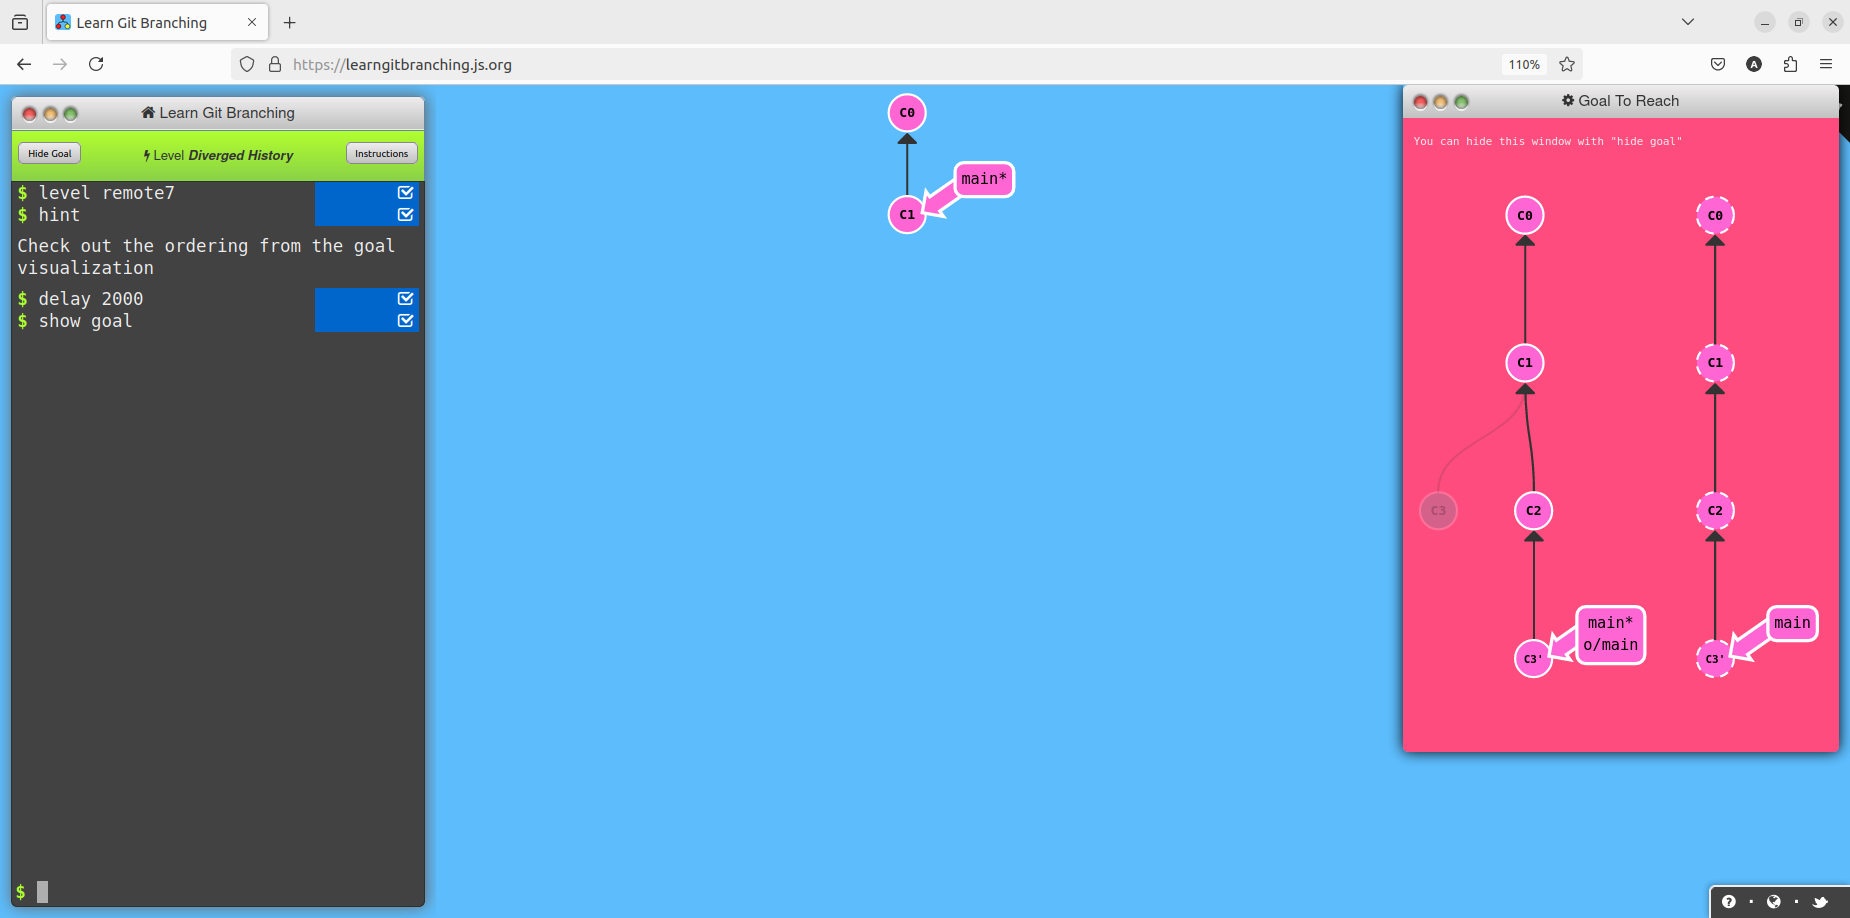 Learn Git Branching
https://learngitbranching.js.org
110%
A
Learn Git Branching
Hide Goal
Level Diverged History
Instructions
$ level remote7
$ hint
Check out the ordering from the goal
visualization
$ delay 2000
$ show goal
$
C0
main*
C1
Goal To Reach
You can hide this window with "hide goal"
C0
C0
C1
C1
C3
C2
C2
main*
o/main
main
C3'
C3'